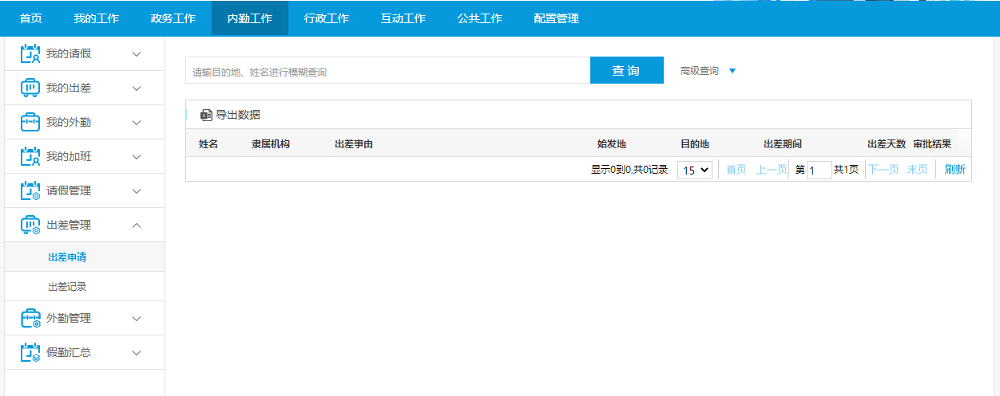 首页 我的工作 政务工作 内勤工作 行政工作 互动工作 公共工作 配置管理
我的请假
我的出差
我的外勤
我的加班
请假管理
出差管理
出差申请
出差记录
外勤管理
假勤汇总
请输目的地、姓名进行模糊查询 查 询 高级查询
导出数据
姓名 隶属机构 出差事由 始发地 目的地 出差期间 出差天数 审批结果
显示0到0,共0记录 15 首页 上一页 第 1 共1页 下一页 末页 刷新